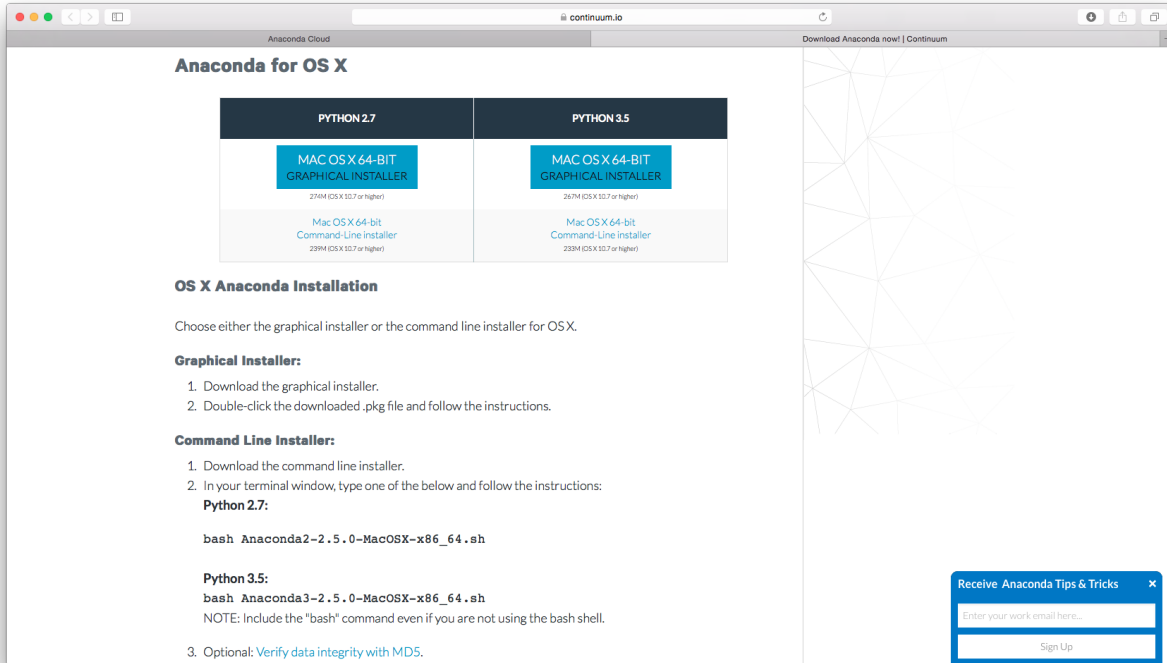 continuum.io
Anaconda Cloud
Download Anaconda now! | Continuum
Anaconda for OS X
PYTHON 2.7
PYTHON 3.5
MAC OS X 64-BIT
GRAPHICAL INSTALLER
274M (OS X 10.7 or higher)
MAC OS X 64-BIT
GRAPHICAL INSTALLER
267M (OS X 10.7 or higher)
Mac OS X 64-bit
Command-Line installer
239M (OS X 10.7 or higher)
Mac OS X 64-bit
Command-Line installer
233M (OS X 10.7 or higher)
OS X Anaconda Installation
Choose either the graphical installer or the command line installer for OS X.
Graphical Installer:
1. Download the graphical installer.
2. Double-click the downloaded .pkg file and follow the instructions.
Command Line Installer:
1. Download the command line installer.
2. In your terminal window, type one of the below and follow the instructions:
Python 2.7:
bash Anaconda2-2.5.0-MacOSX-x86_64.sh
Python 3.5:
bash Anaconda3-2.5.0-MacOSX-x86_64.sh
NOTE: Include the "bash" command even if you are not using the bash shell.
3. Optional: Verify data integrity with MD5.
Receive Anaconda Tips & Tricks
Enter your work email here...
Sign Up